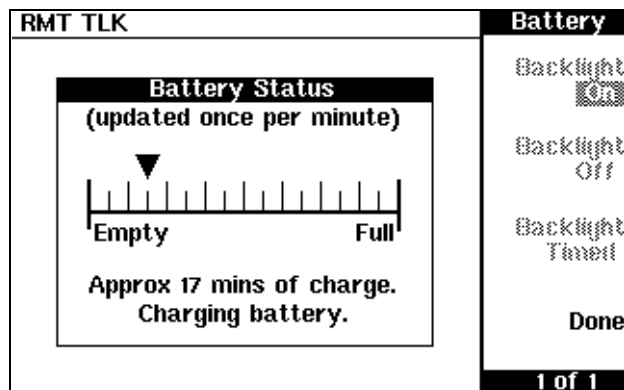 RMT TLK
Battery Status
(updated once per minute)
Empty Full
Approx 17 mins of charge.
Charging battery.
Battery
Backlight
On
Backlight
Off
Backlight
Timed
Done
1 of 1